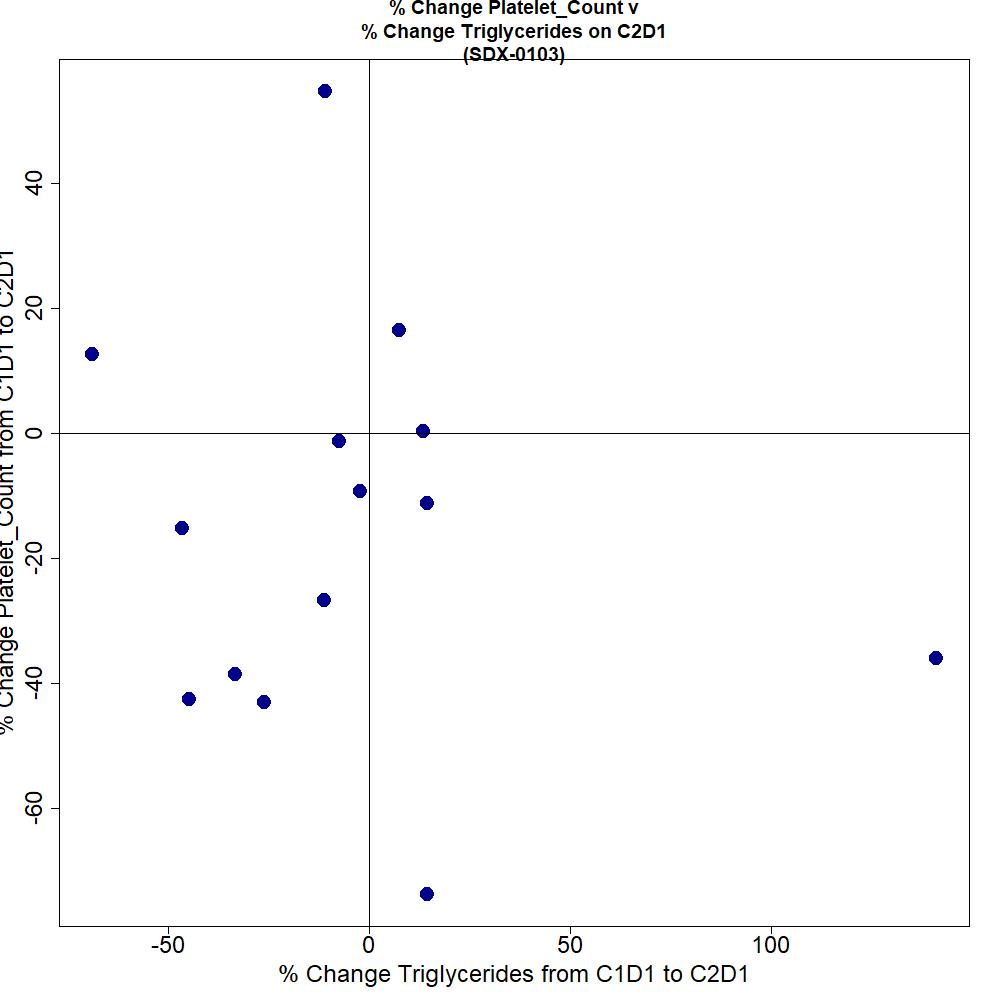 % Change Platelet_Count v
% Change Triglycerides on C2D1
(SDX-0103)
% Change Platelet_Count from C1D1 to C2D1
40
20
0
-20
-40
-60
-50
0
50
100
% Change Triglycerides from C1D1 to C2D1